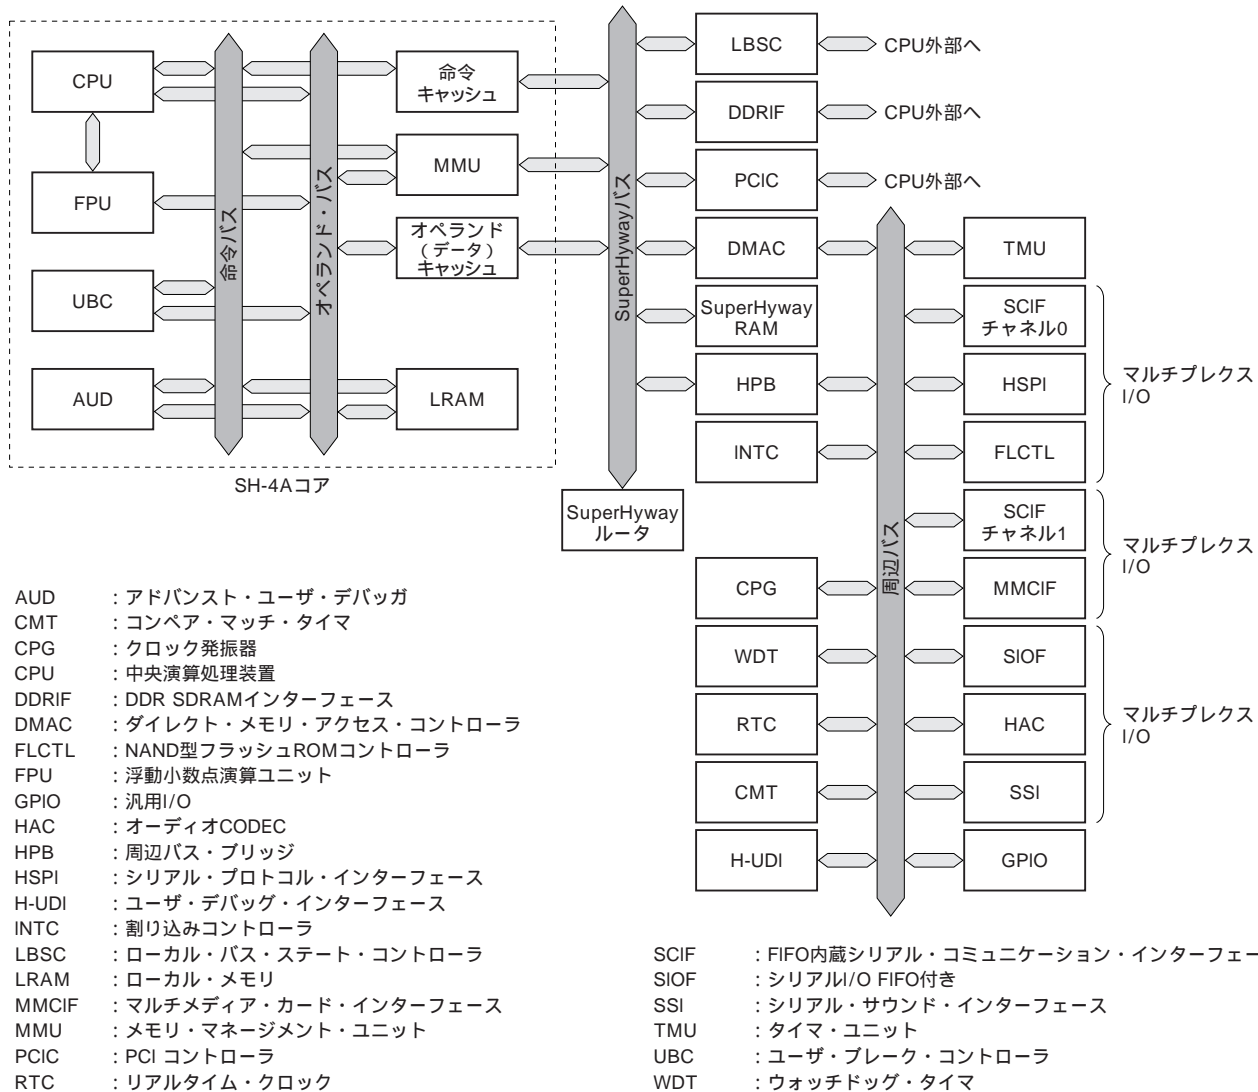 CPU
FPU
UBC
AUD
命令バス
オペランド・バス
命令
キャッシュ
MMU
オペランド
(データ)
キャッシュ
LRAM
SH-4Aコア
SuperHywayバス
SuperHyway
ルータ
LBSC
CPU外部へ
DDRIF
CPU外部へ
PCIC
CPU外部へ
DMAC
SuperHyway
RAM
HPB
INTC
CPG
WDT
RTC
CMT
H-UDI
周辺バス
TMU
SCIF
チャネル0
HSPI
FLCTL
マルチプレクス
I/O
SCIF
チャネル1
MMCIF
マルチプレクス
I/O
SIOF
HAC
SSI
マルチプレクス
I/O
GPIO
AUD :アドバンスト・ユーザ・デバッガ
CMT :コンペア・マッチ・タイマ
CPG :クロック発振器
CPU :中央演算処理装置
DDRIF :DDR SDRAMインターフェース
DMAC :ダイレクト・メモリ・アクセス・コントローラ
FLCTL :NAND型フラッシュROMコントローラ
FPU :浮動小数点演算ユニット
GPIO :汎用I/O
HAC :オーディオCODEC
HPB :周辺バス・ブリッジ
HSPI :シリアル・プロトコル・インターフェース
H-UDI :ユーザ・デバッグ・インターフェース
INTC :割り込みコントローラ
LBSC :ローカル・バス・ステート・コントローラ
LRAM :ローカル・メモリ
MMCIF :マルチメディア・カード・インターフェース
MMU :メモリ・マネージメント・ユニット
PCIC :PCI コントローラ
RTC :リアルタイム・クロック
SCIF :FIFO内蔵シリアル・コミュニケーション・インターフェー
SIOF :シリアルI/O FIFO付き
SSI :シリアル・サウンド・インターフェース
TMU :タイマ・ユニット
UBC :ユーザ・ブレーク・コントローラ
WDT :ウォッチドッグ・タイマ